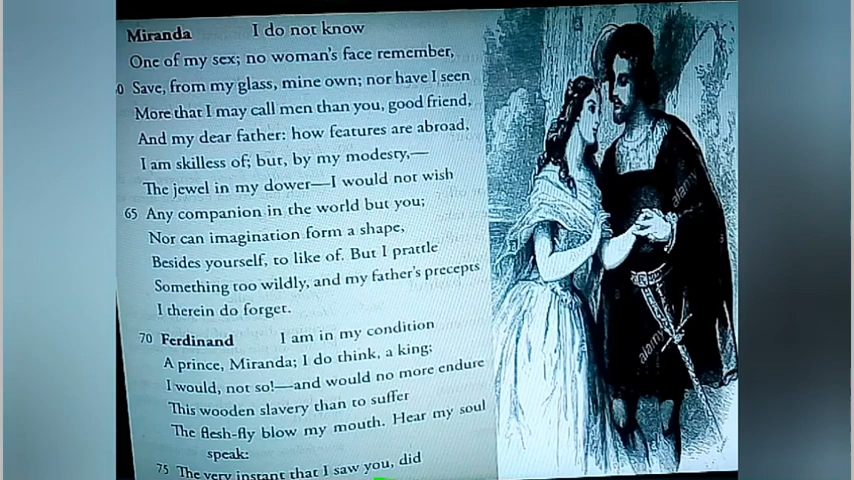 Miranda I do not know
One of my sex; no woman's face remember,
0 Save, from my glass, mine own; nor have I seen
More that I may call men than you, good friend,
And my dear father: how features are abroad,
I am skilless of; but, by my modesty,—
The jewel in my dower—I would not wish
65 Any companion in the world but you;
Nor can imagination form a shape,
Besides yourself, to like of. But I prattle
Something too wildly, and my father's precepts
I therein do forget.
70 Ferdinand I am in my condition
A prince, Miranda; I do think, a king;
I would, not so!—and would no more endure
This wooden slavery than to suffer
The flesh-fly blow my mouth. Hear my soul
speak:
75 The very instant that I saw you, did
alamy
alamy